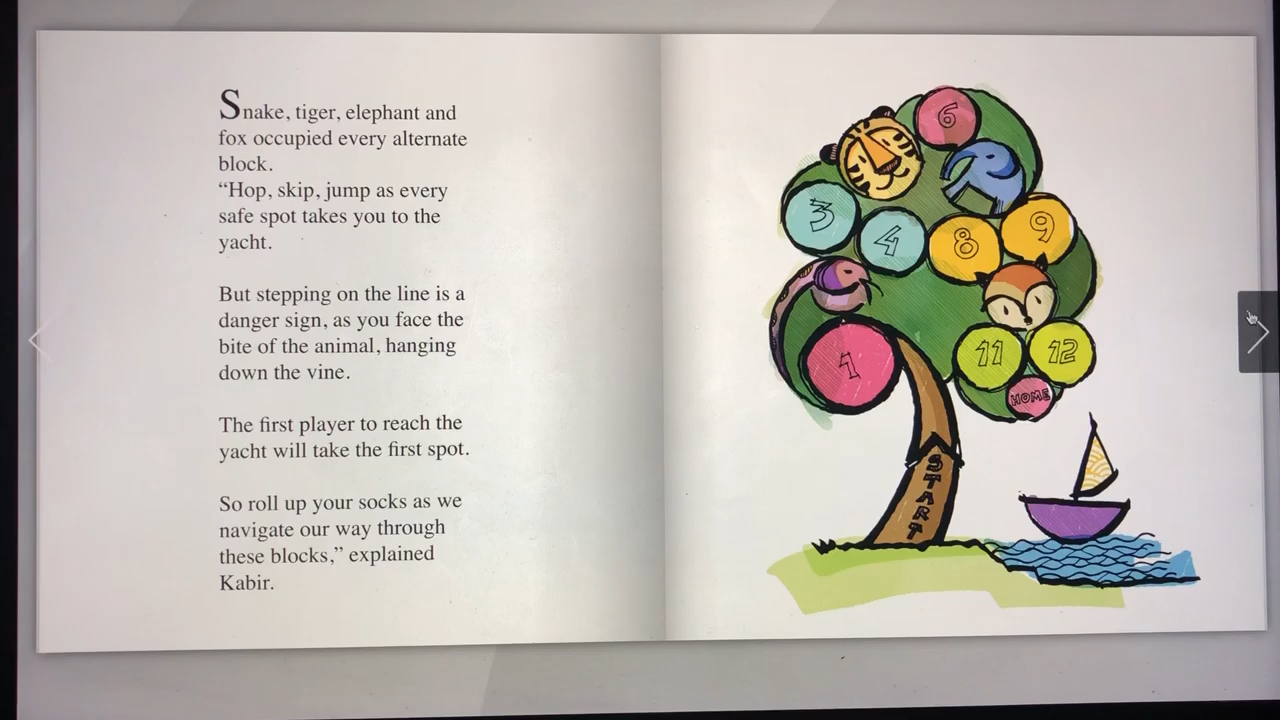 Snake, tiger, elephant and
fox occupied every alternate
block.
“Hop, skip, jump as every
safe spot takes you to the
yacht.
But stepping on the line is a
danger sign, as you face the
bite of the animal, hanging
down the vine.
The first player to reach the
yacht will take the first spot.
So roll up your socks as we
navigate our way through
these blocks,” explained
Kabir.
6
3
4
8
9
1
11
12
HOME
START